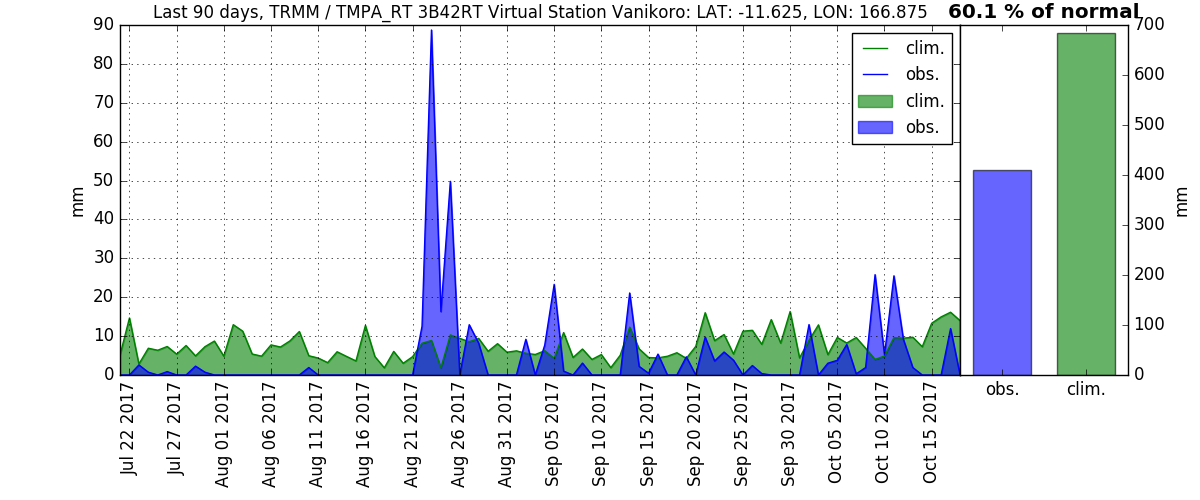 Last 90 days, TRMM / TMPA_RT 3B42RT Virtual Station Vanikoro: LAT: -11.625, LON: 166.875
60.1 % of normal
90
80
70
60
50
40
30
20
10
0
mm
clim.
obs.
clim.
obs.
Jul 22 2017
Jul 27 2017
Aug 01 2017
Aug 06 2017
Aug 11 2017
Aug 16 2017
Aug 21 2017
Aug 26 2017
Aug 31 2017
Sep 05 2017
Sep 10 2017
Sep 15 2017
Sep 20 2017
Sep 25 2017
Sep 30 2017
Oct 05 2017
Oct 10 2017
Oct 15 2017
700
600
500
400
300
200
100
0
mm
obs.
clim.